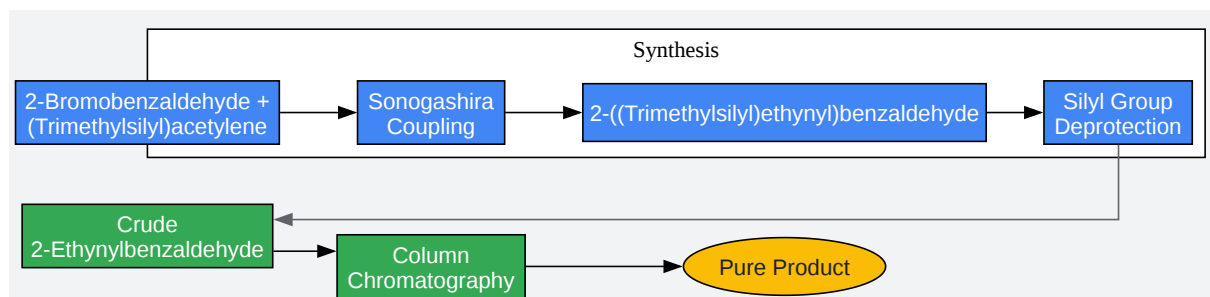 Synthesis
2-Bromobenzaldehyde +
(Trimethylsilyl)acetylene
Sonogashira
Coupling
2-((Trimethylsilyl)ethynyl)benzaldehyde
Silyl Group
Deprotection
Crude
2-Ethynylbenzaldehyde
Column
Chromatography
Pure Product